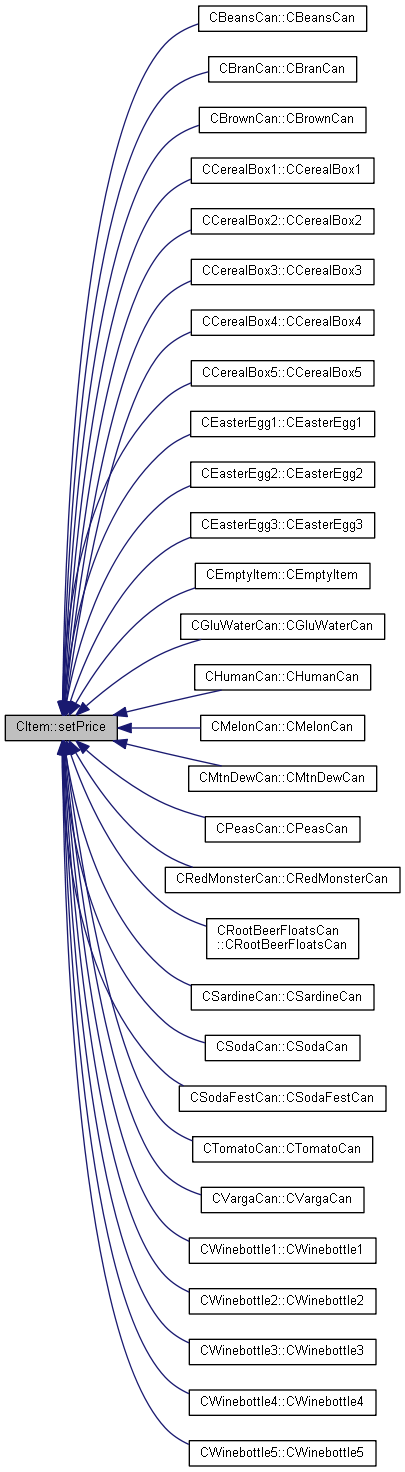 CBeansCan::CBeansCan
CBranCan::CBranCan
CBrownCan::CBrownCan
CCerealBox1::CCerealBox1
CCerealBox2::CCerealBox2
CCerealBox3::CCerealBox3
CCerealBox4::CCerealBox4
CCerealBox5::CCerealBox5
CEasterEgg1::CEasterEgg1
CEasterEgg2::CEasterEgg2
CEasterEgg3::CEasterEgg3
CEmptyItem::CEmptyItem
CGluWaterCan::CGluWaterCan
CHumanCan::CHumanCan
CItem::setPrice
CMelonCan::CMelonCan
CMtnDewCan::CMtnDewCan
CPeasCan::CPeasCan
CRedMonsterCan::CRedMonsterCan
CRootBeerFloatsCan
::CRootBeerFloatsCan
CSardineCan::CSardineCan
CSodaCan::CSodaCan
CSodaFestCan::CSodaFestCan
CTomatoCan::CTomatoCan
CVargaCan::CVargaCan
CWinebottle1::CWinebottle1
CWinebottle2::CWinebottle2
CWinebottle3::CWinebottle3
CWinebottle4::CWinebottle4
CWinebottle5::CWinebottle5